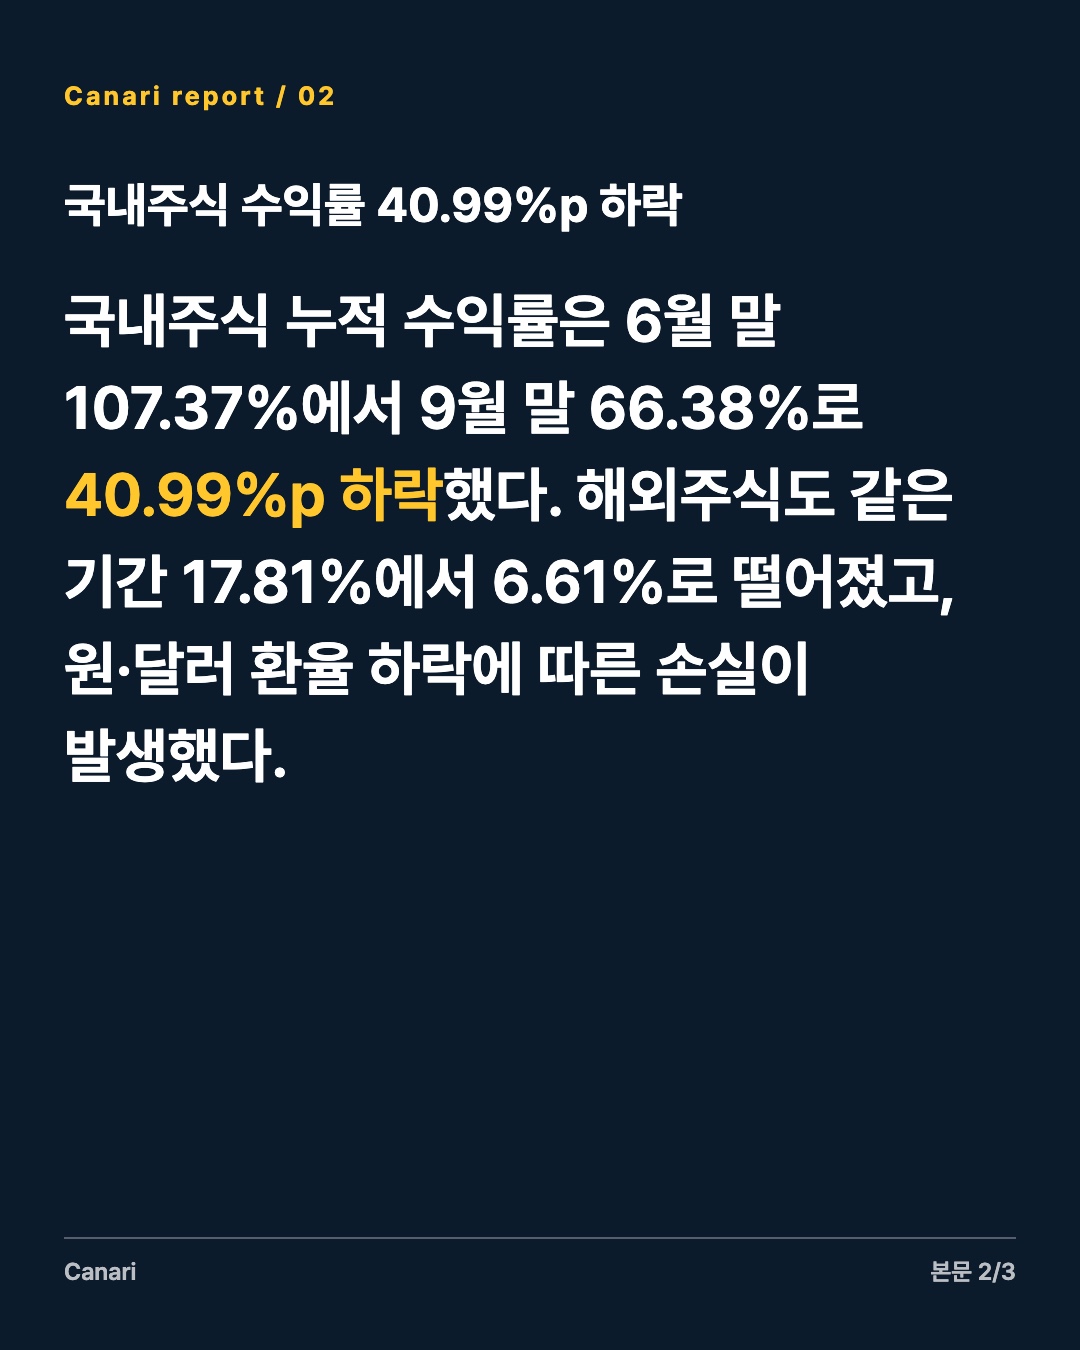 Canari report / 02
국내주식 수익률 40.99%p 하락
국내주식 누적 수익률은 6월 말
107.37%에서 9월 말 66.38%로
40.99%p 하락했다. 해외주식도 같은
기간 17.81%에서 6.61%로 떨어졌고,
원·달러 환율 하락에 따른 손실이
발생했다.
Canari
본문 2/3